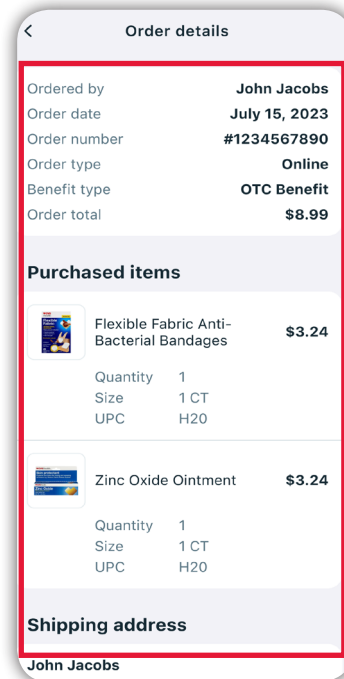 Order details
Ordered by John Jacobs
Order date July 15, 2023
Order number #1234567890
Order type Online
Benefit type OTC Benefit
Order total $8.99
Purchased items
Flexible Fabric Anti-
Bacterial Bandages $3.24
Quantity 1
Size 1 CT
UPC H20
Zinc Oxide Ointment $3.24
Quantity 1
Size 1 CT
UPC H20
Shipping address
John Jacobs